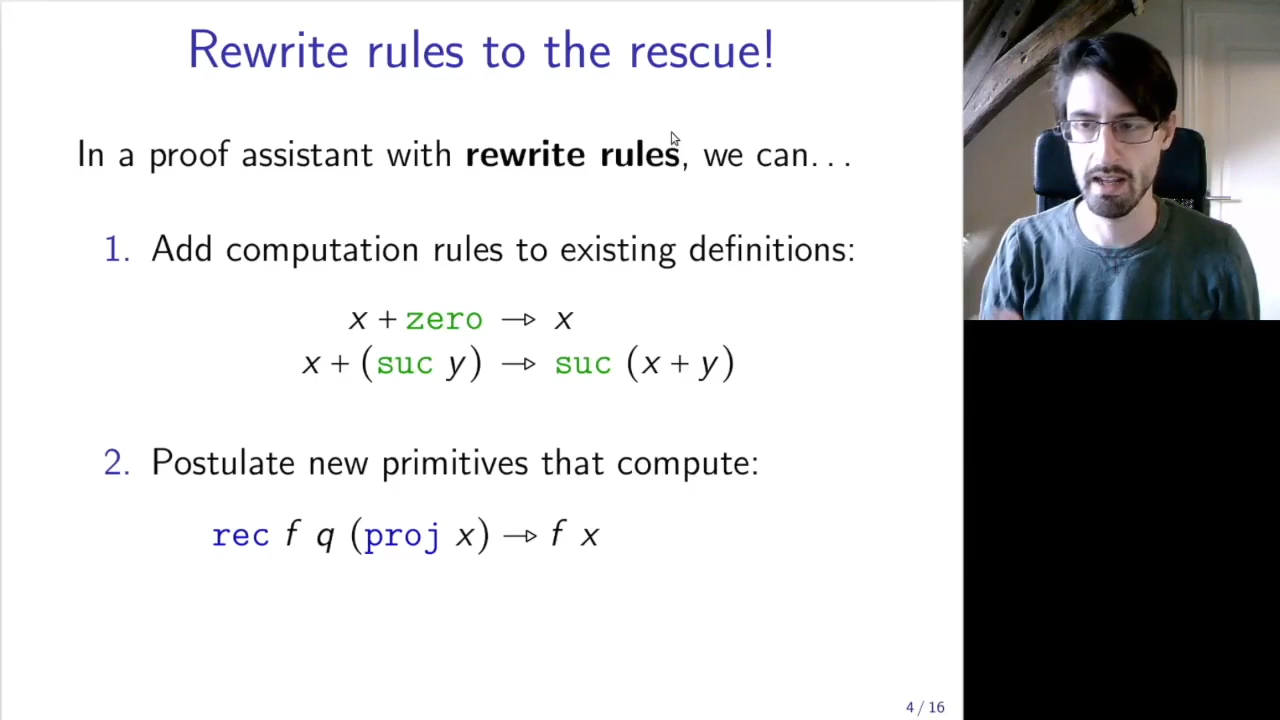 Rewrite rules to the rescue!
In a proof assistant with rewrite rules, we can...
1. Add computation rules to existing definitions:
x + zero ⇾ x
x + (suc y) ⇾ suc (x + y)
2. Postulate new primitives that compute:
rec f q (proj x) ⇾ f x
4 / 16